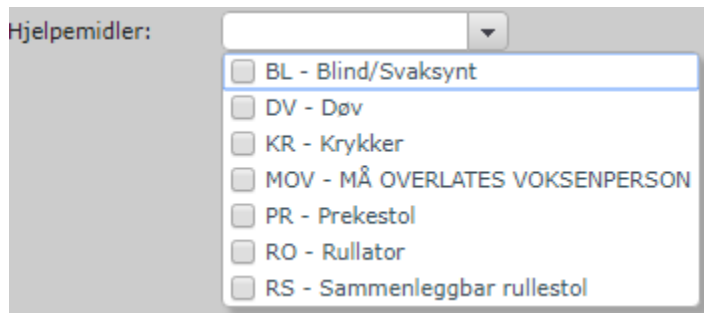 Hjelpemidler:
BL - Blind/Svaksynt
DV - Døv
KR - Krykker
MOV - MÅ OVERLATES VOKSENPERSON
PR - Prekestol
RO - Rullator
RS - Sammenleggbar rullestol